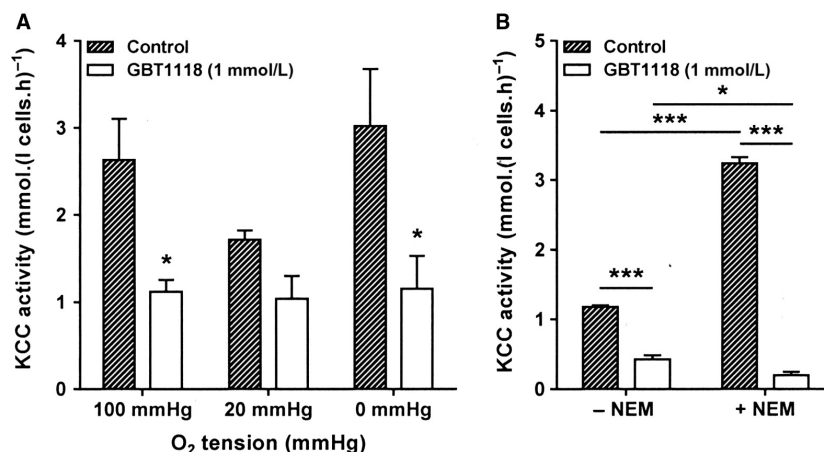 A
KCC activity (mmol.(l cells.h)⁻¹
4
3
2
1
0
Control
GBT1118 (1 mmol/L)
*
*
100 mmHg 20 mmHg 0 mmHg
O₂ tension (mmHg)
B
KCC activity (mmol.(l cells.h)⁻¹
5
4
3
2
1
0
Control
GBT1118 (1 mmol/L)
*
***
***
***
– NEM + NEM